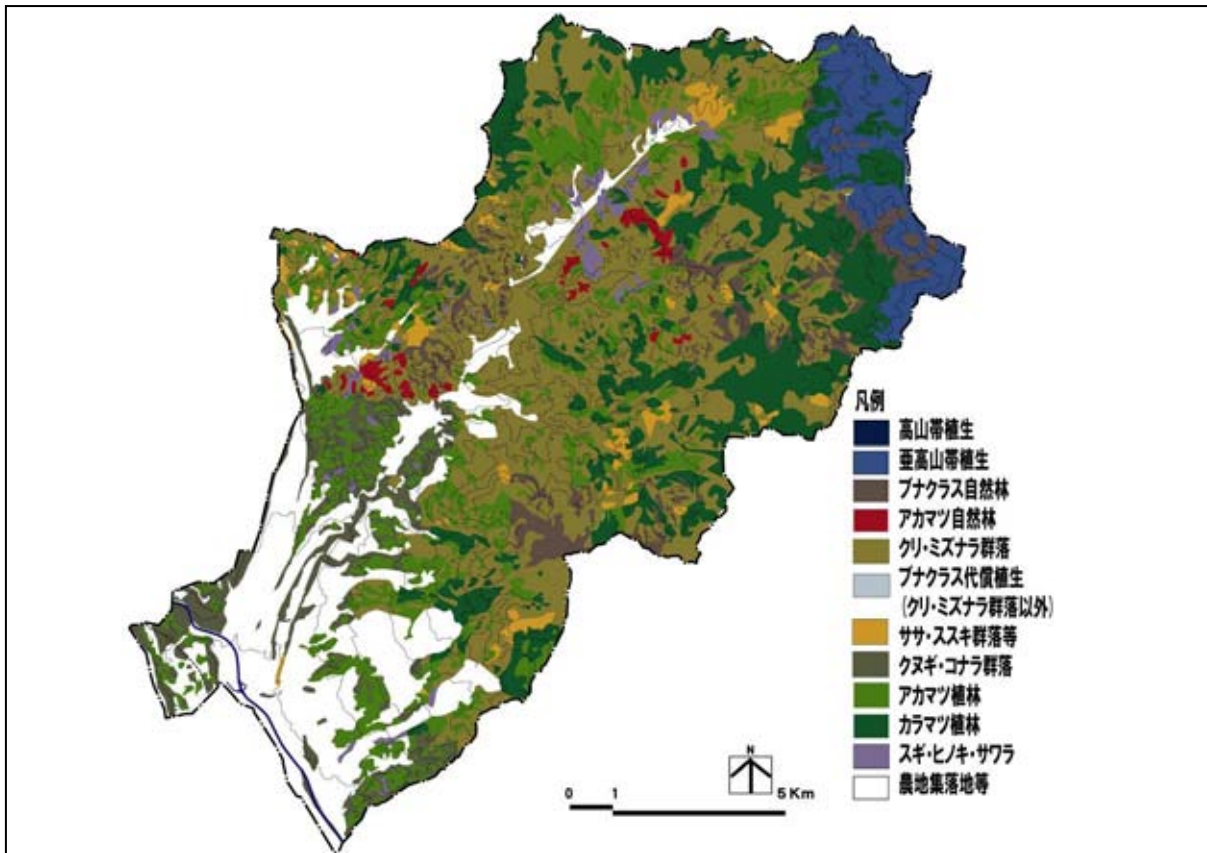 凡例
高山帯植生
亜高山帯植生
ブナクラス自然林
アカマツ自然林
クリ・ミズナラ群落
ブナクラス代償植生
(クリ・ミズナラ群落以外)
ササ・ススキ群落等
クヌギ・コナラ群落
アカマツ植林
カラマツ植林
スギ・ヒノキ・サワラ
農地集落地等
N
0 1 5 Km